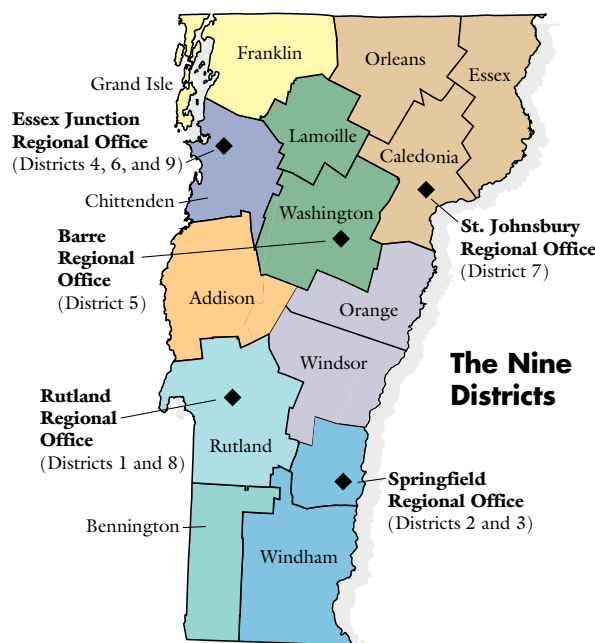 Franklin
Orleans
Essex
Grand Isle
Essex Junction
Regional Office
(Districts 4, 6, and 9)
Lamoille
Caledonia
Chittenden
Washington
St. Johnsbury
Regional Office
(District 7)
Barre
Regional
Office
(District 5)
Addison
Orange
Windsor
The Nine
Districts
Rutland
Regional
Office
(Districts 1 and 8)
Rutland
Springfield
Regional Office
(Districts 2 and 3)
Bennington
Windham